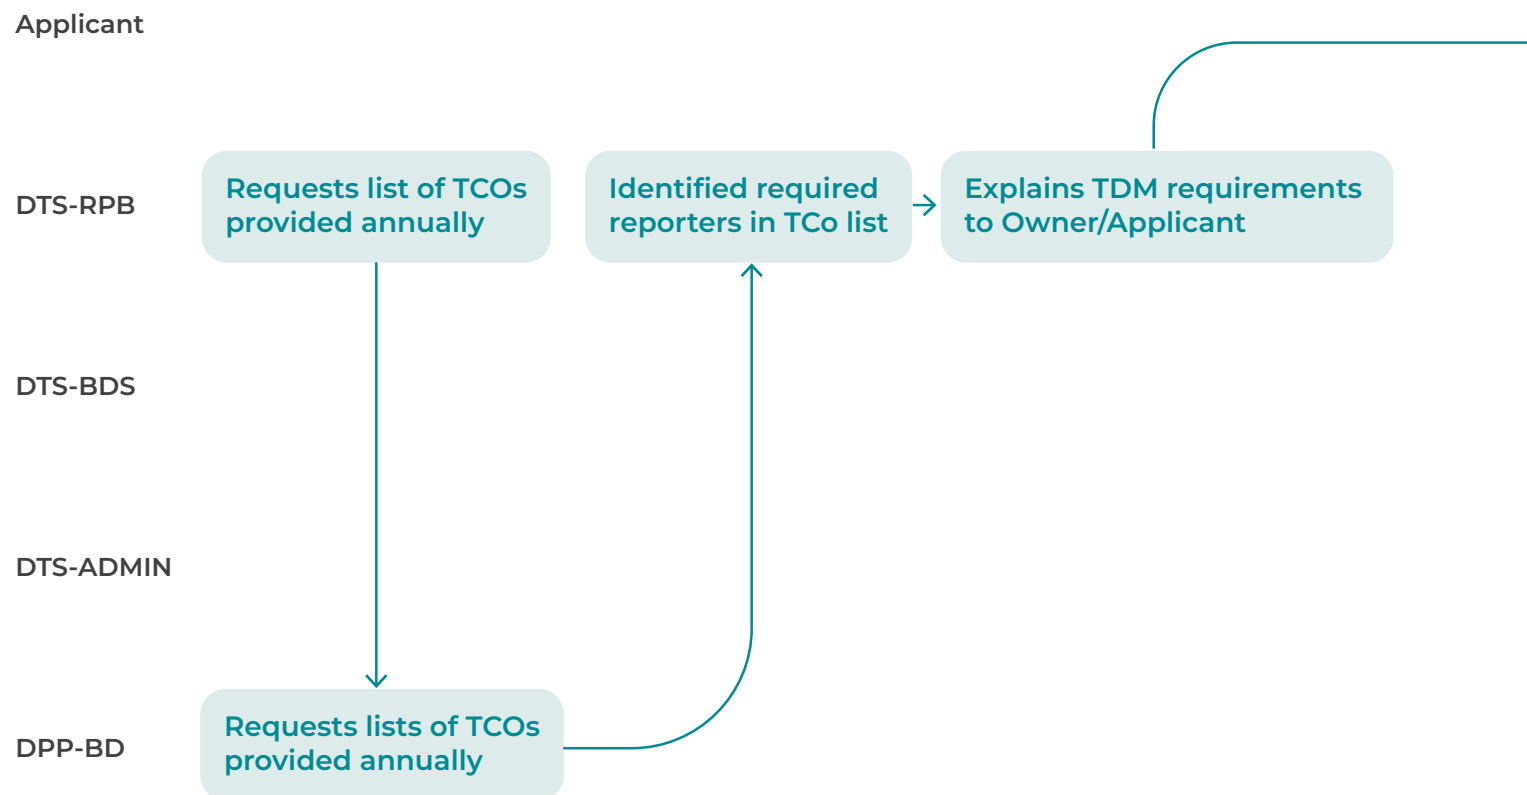 Applicant
DTS-RPB
Requests list of TCOs
provided annually
Identified required
reporters in TCo list
Explains TDM requirements
to Owner/Applicant
DTS-BDS
DTS-ADMIN
DPP-BD
Requests lists of TCOs
provided annually